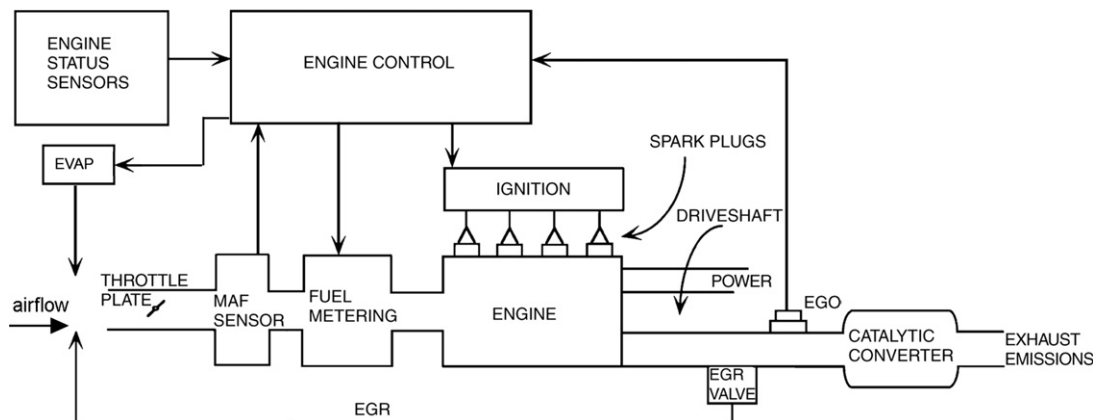 ENGINE
STATUS
SENSORS
ENGINE CONTROL
EVAP
IGNITION
SPARK PLUGS
DRIVESHAFT
THROTTLE
PLATE
airflow
MAF
SENSOR
FUEL
METERING
ENGINE
POWER
EGO
CATALYTIC
CONVERTER
EXHAUST
EMISSIONS
EGR
VALVE
EGR